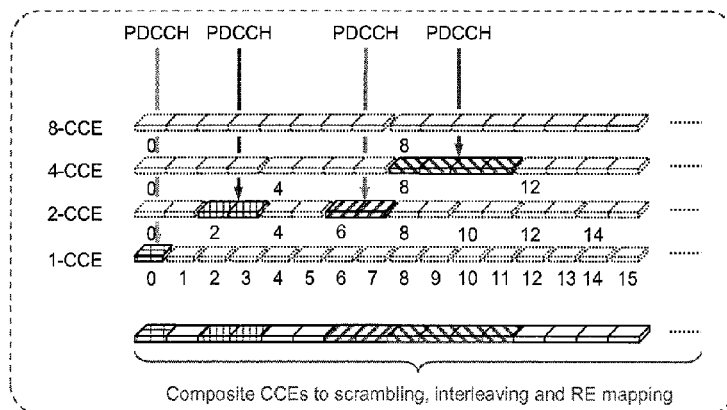 PDCCH PDCCH PDCCH PDCCH
8-CCE ......
0 8
4-CCE ......
0 4 8 12
2-CCE ......
0 2 4 6 8 10 12 14
1-CCE ......
0 1 2 3 4 5 6 7 8 9 10 11 12 13 14 15
......
Composite CCEs to scrambling, interleaving and RE mapping